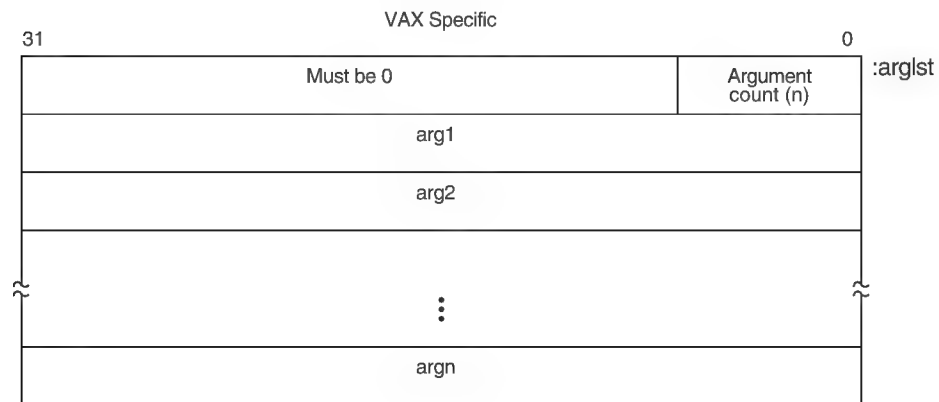 VAX Specific
31 0
:arglst
Must be 0 Argument
count (n)
arg1
arg2
argn